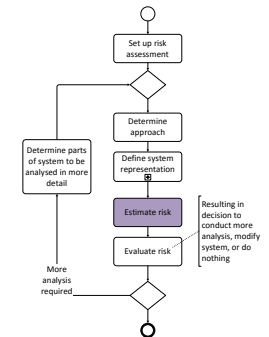 Set up risk
assessment
Determine
approach
Determine parts
of system to be
analysed in more
detail
Define system
representation
Estimate risk
Resulting in
decision to
conduct more
analysis, modify
system, or do
nothing
Evaluate risk
More
analysis
required